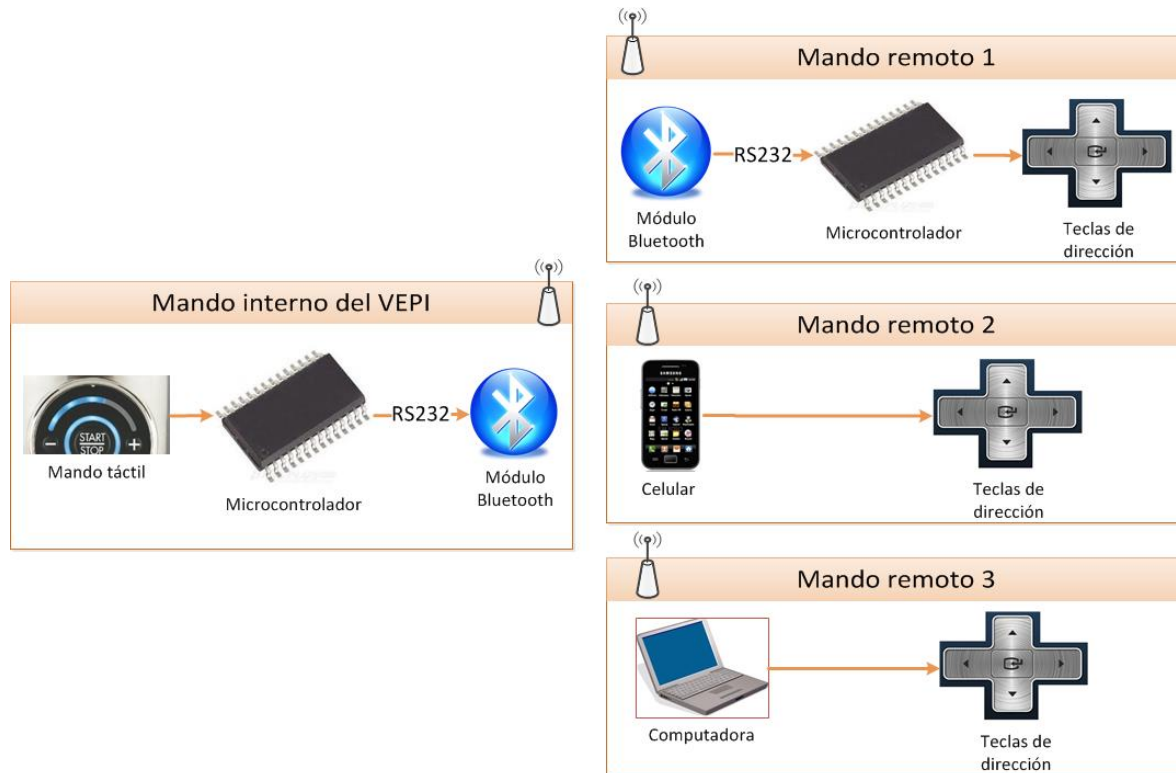 Mando interno del VEPI
Mando táctil
START
STOP
Microcontrolador
RS232
Módulo
Bluetooth
Mando remoto 1
Módulo
Bluetooth
RS232
Microcontrolador
Teclas de
dirección
Mando remoto 2
SAMSUNG
Celular
Teclas de
dirección
Mando remoto 3
Computadora
Teclas de
dirección